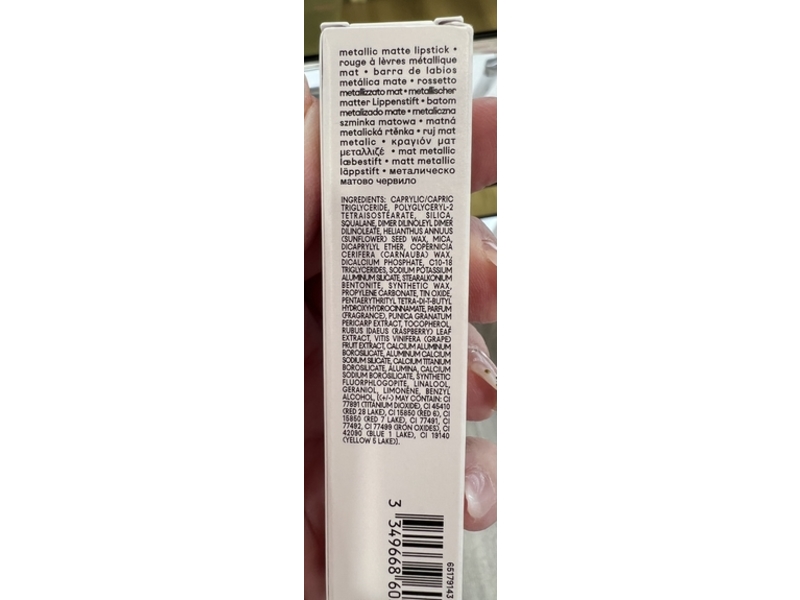 metallic matte lipstick •
rouge à lèvres métallique
mat • barra de labios
metálica mate • rossetto
metallizzato mat • metallischer
matter Lippenstift • batom
metalizado mate • metaliczna
szminka matowa • matná
metalická rtěnka • ruj mat
metalic • κραγιόν ματ
μεταλλιζέ • mat metallic
læbestift • matt metallic
läppstift • металическо
матово червило
INGREDIENTS: CAPRYLIC/CAPRIC
TRIGLYCERIDE, POLYGLYCERYL-2
TETRAISOSTEARATE, SILICA,
SQUALANE, DIMER DILINOLEYL DIMER
DILINOLEATE, HELIANTHUS ANNUUS
(SUNFLOWER) SEED WAX, MICA,
DICAPRYLYL ETHER, COPERNICIA
CERIFERA (CARNAUBA) WAX,
DICALCIUM PHOSPHATE, C10-18
TRIGLYCERIDES, SODIUM POTASSIUM
ALUMINUM SILICATE, STEARALKONIUM
BENTONITE, SYNTHETIC WAX,
PROPYLENE CARBONATE, TIN OXIDE,
PENTAERYTHRITYL TETRA-DI-T-BUTYL
HYDROXYHYDROCINNAMATE, PARFUM
(FRAGRANCE), PUNICA GRANATUM
PERICARP EXTRACT, TOCOPHEROL,
RUBUS IDAEUS (RASPBERRY) LEAF
EXTRACT, VITIS VINIFERA (GRAPE)
FRUIT EXTRACT, CALCIUM ALUMINUM
BOROSILICATE, ALUMINUM CALCIUM
SODIUM SILICATE, CALCIUM TITANIUM
BOROSILICATE, ALUMINA, CALCIUM
SODIUM BOROSILICATE, SYNTHETIC
FLUORPHLOGOPITE, LINALOOL,
GERANIOL, LIMONENE, BENZYL
ALCOHOL, [(+/-) MAY CONTAIN: CI
77891 (TITANIUM DIOXIDE), CI 45410
(RED 28 LAKE), CI 15850 (RED 6), CI
15850 (RED 7 LAKE), CI 77491, CI
77492, CI 77499 (IRON OXIDES), CI
42090 (BLUE 1 LAKE), CI 19140
(YELLOW 5 LAKE)].
3 349668 60
65179143